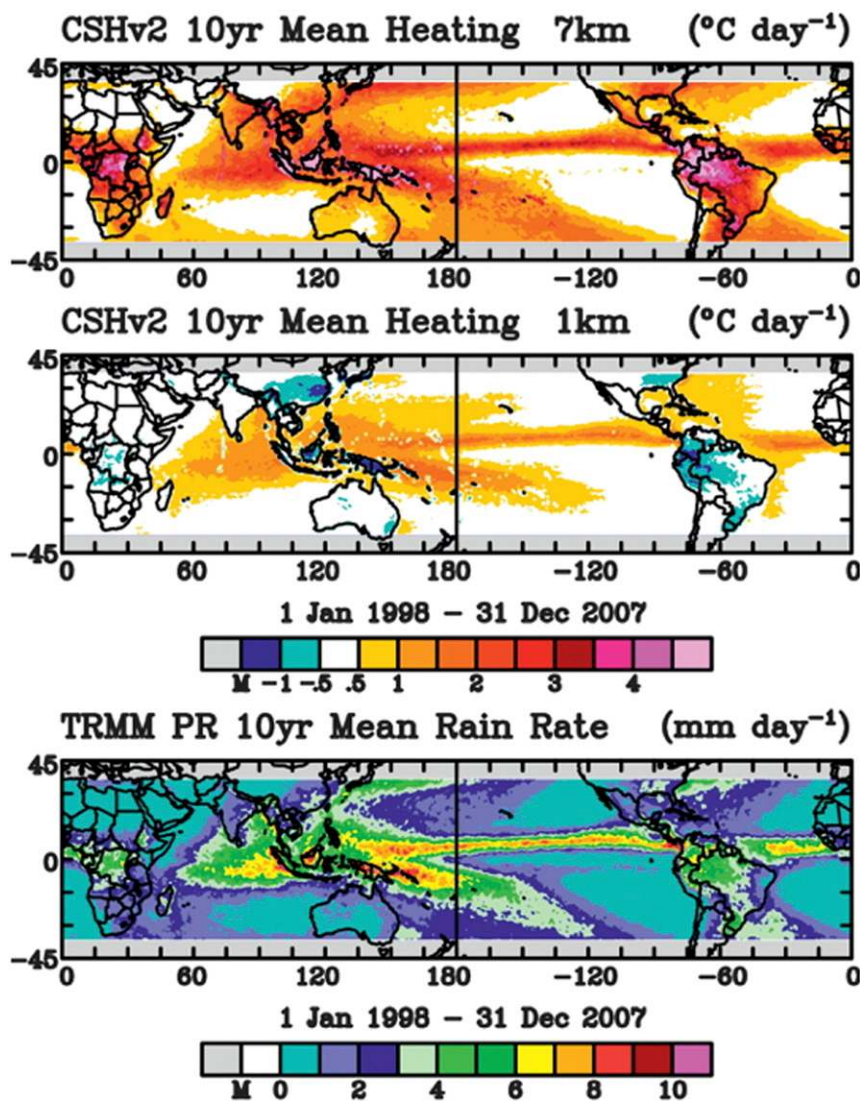 CSHv2 10yr Mean Heating 7km (°C day⁻¹)
45
0
-45
0 60 120 180 -120 -60 0
CSHv2 10yr Mean Heating 1km (°C day⁻¹)
45
0
-45
0 60 120 180 -120 -60 0
1 Jan 1998 - 31 Dec 2007
M -1 -.5 .5 1 2 3 4
TRMM PR 10yr Mean Rain Rate (mm day⁻¹)
45
0
-45
0 60 120 180 -120 -60 0
1 Jan 1998 - 31 Dec 2007
M 0 2 4 6 8 10